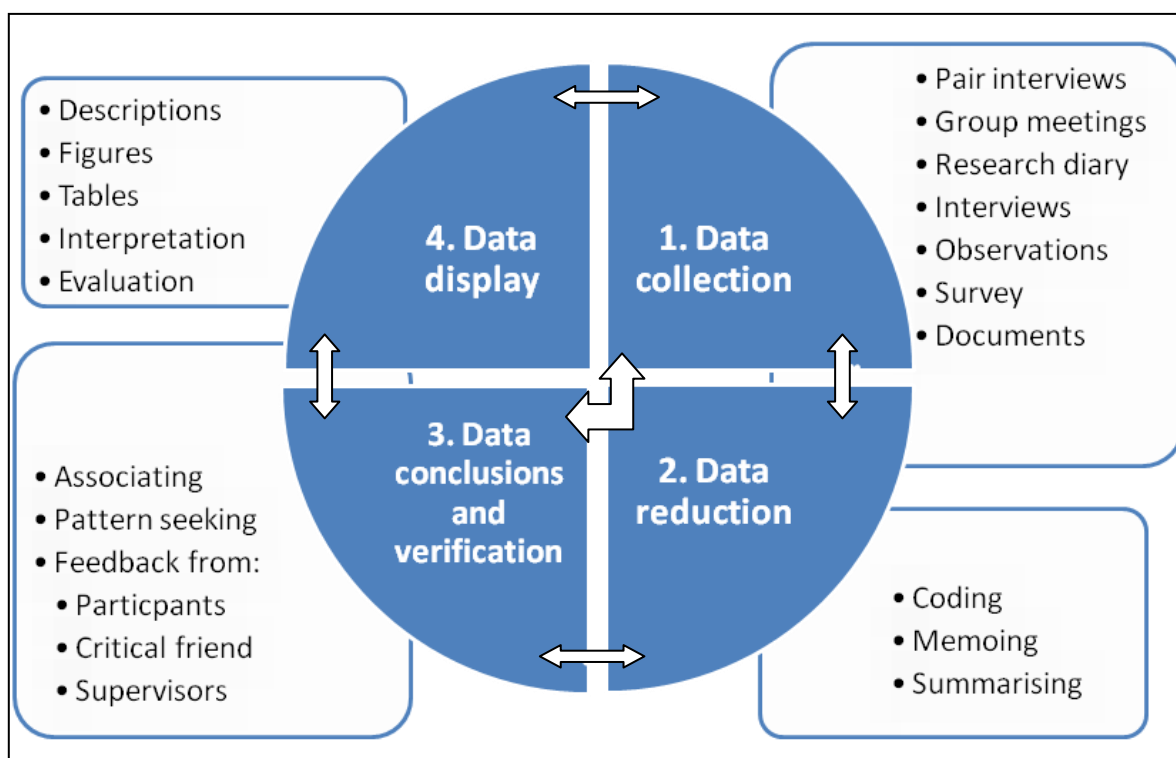 • Descriptions
• Figures
• Tables
• Interpretation
• Evaluation
4. Data
display
1. Data
collection
• Pair interviews
• Group meetings
• Research diary
• Interviews
• Observations
• Survey
• Documents
• Associating
• Pattern seeking
• Feedback from:
• Particpants
• Critical friend
• Supervisors
3. Data
conclusions
and
verification
2. Data
reduction
• Coding
• Memoing
• Summarising